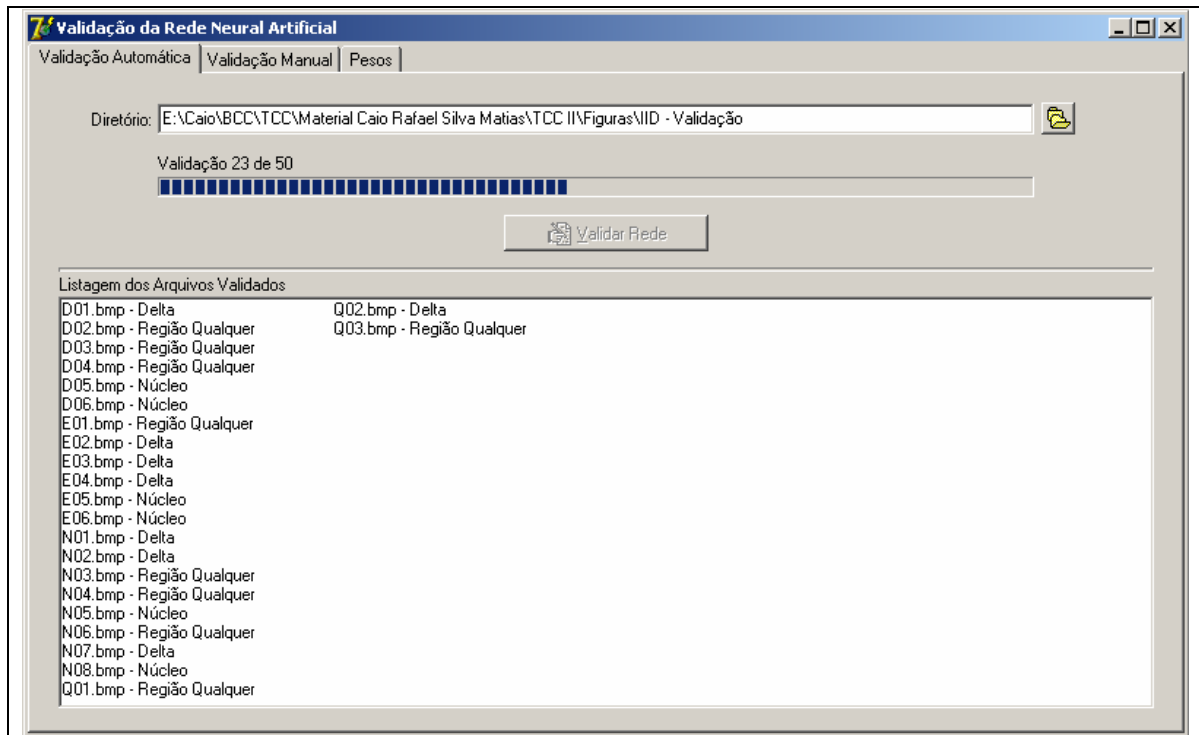 Validação da Rede Neural Artificial
Validação Automática Validação Manual Pesos
Diretório: E:\Caio\BCC\TCC\Material Caio Rafael Silva Matias\TCC II\Figuras\IID - Validação
Validação 23 de 50
Validar Rede
Listagem dos Arquivos Validados
D01.bmp - Delta
D02.bmp - Região Qualquer
D03.bmp - Região Qualquer
D04.bmp - Região Qualquer
D05.bmp - Núcleo
D06.bmp - Núcleo
E01.bmp - Região Qualquer
E02.bmp - Delta
E03.bmp - Delta
E04.bmp - Delta
E05.bmp - Núcleo
E06.bmp - Núcleo
N01.bmp - Delta
N02.bmp - Delta
N03.bmp - Região Qualquer
N04.bmp - Região Qualquer
N05.bmp - Núcleo
N06.bmp - Região Qualquer
N07.bmp - Delta
N08.bmp - Núcleo
Q01.bmp - Região Qualquer
Q02.bmp - Delta
Q03.bmp - Região Qualquer